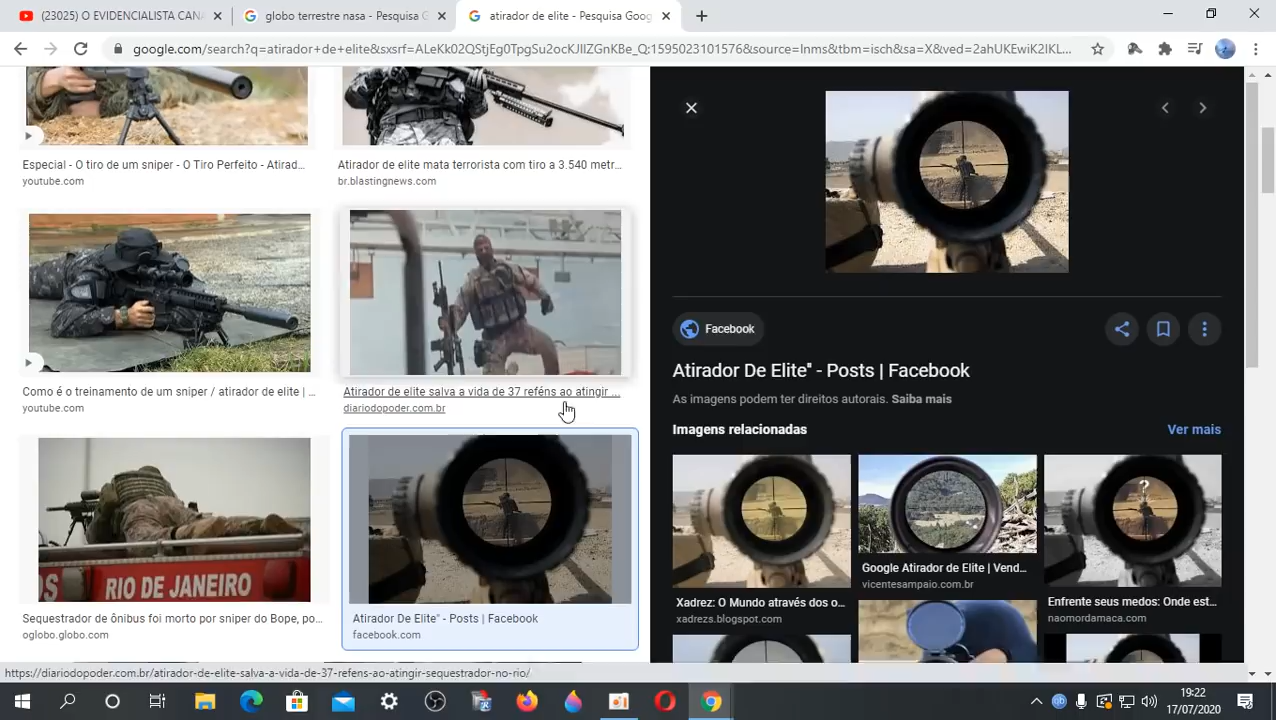 (23025) O EVIDENCIALISTA CANA
globo terrestre nasa - Pesquisa G
atirador de elite - Pesquisa Goog
google.com/search?q=atirador+de+elite&sxsrf=ALeKk02QStjEg0TpgSu2ocKJIIZGnKBe_Q:1595023101576&source=lnms&tbm=isch&sa=X&ved=2ahUKEwiK2IKL...
Especial - O tiro de um sniper - O Tiro Perfeito - Atirad...
youtube.com
Atirador de elite mata terrorista com tiro a 3.540 metr...
br.blastingnews.com
Como é o treinamento de um sniper / atirador de elite | ...
youtube.com
Atirador de elite salva a vida de 37 reféns ao atingir ...
diariodopoder.com.br
OS RIO DE JANEIRO
Sequestrador de ônibus foi morto por sniper do Bope, po...
oglobo.globo.com
Atirador De Elite" - Posts | Facebook
facebook.com
Facebook
Atirador De Elite" - Posts | Facebook
As imagens podem ter direitos autorais. Saiba mais
Imagens relacionadas
Ver mais
Xadrez: O Mundo através dos o...
xadrezs.blogspot.com
Google Atirador de Elite | Vend...
vicentesampaio.com.br
?
Enfrente seus medos: Onde est...
naomordamaca.com
https://diariodopoder.com.br/atirador-de-elite-salva-a-vida-de-37-refens-ao-atingir-sequestrador-no-rio/
19:22
17/07/2020